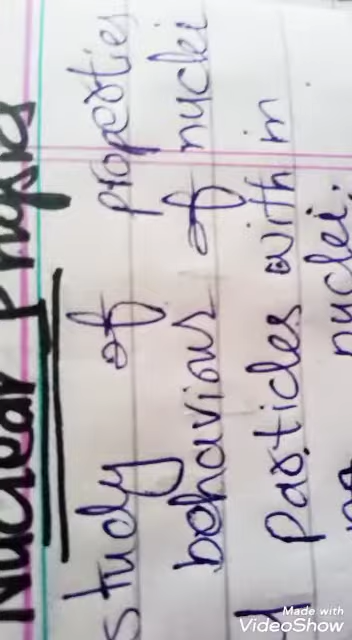 Nuclear Physics
study of properties
behaviour of nuclei
particles with in
nuclei.
Made with
VideoShow